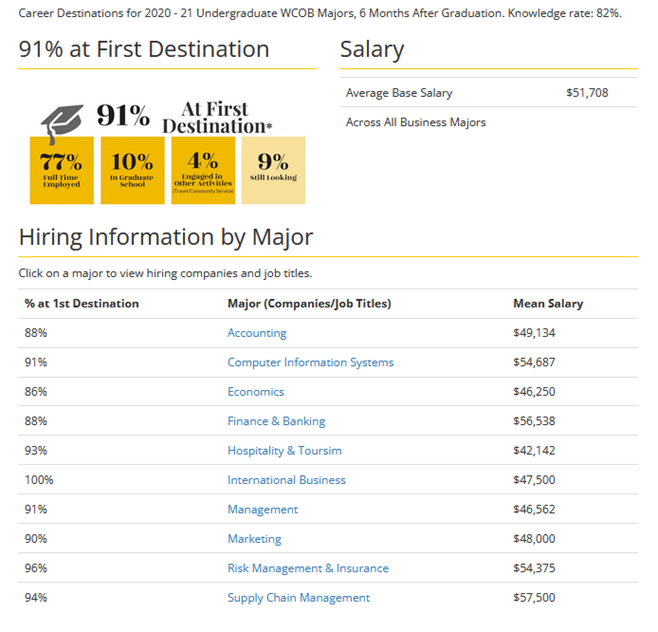 Career Destinations for 2020 - 21 Undergraduate WCOB Majors, 6 Months After Graduation. Knowledge rate: 82%.
91% at First Destination
91% At First
Destination*
77%
Full Time
Employed
10%
In Graduate
School
4%
Engaged in
Other Activities
(Travel/Community Service)
9%
Still Looking
Salary
Average Base Salary $51,708
Across All Business Majors
Hiring Information by Major
Click on a major to view hiring companies and job titles.
% at 1st Destination Major (Companies/Job Titles) Mean Salary
88% Accounting $49,134
91% Computer Information Systems $54,687
86% Economics $46,250
88% Finance & Banking $56,538
93% Hospitality & Toursim $42,142
100% International Business $47,500
91% Management $46,562
90% Marketing $48,000
96% Risk Management & Insurance $54,375
94% Supply Chain Management $57,500